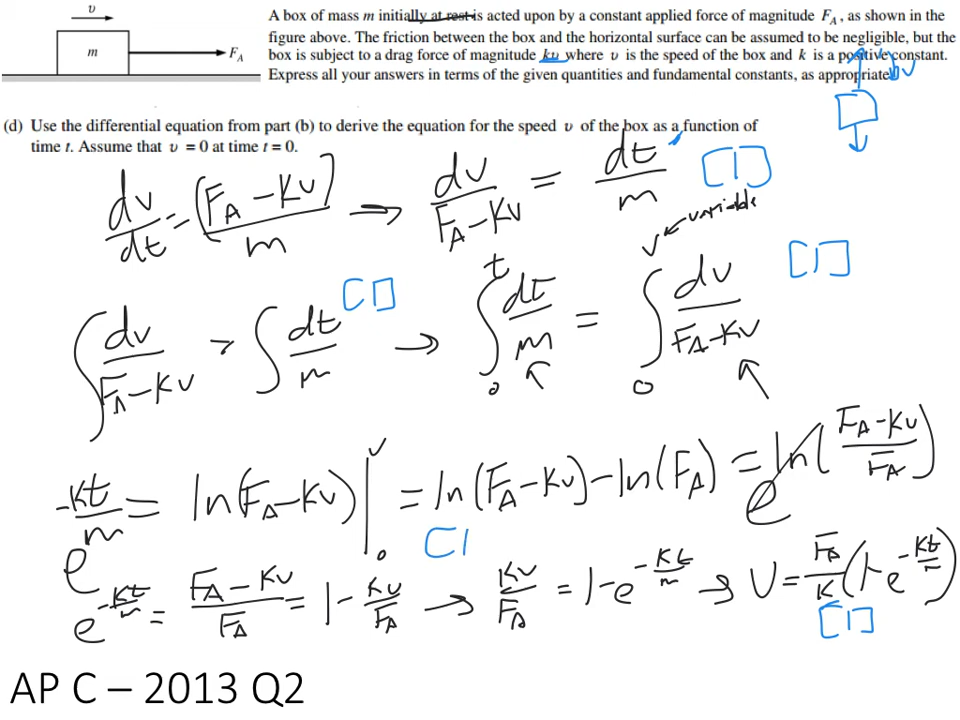 υ
m
F_A
A box of mass m initially at rest is acted upon by a constant applied force of magnitude F_A, as shown in the
figure above. The friction between the box and the horizontal surface can be assumed to be negligible, but the
box is subject to a drag force of magnitude kυ where υ is the speed of the box and k is a positive constant.
Express all your answers in terms of the given quantities and fundamental constants, as appropriate.
bv
(d) Use the differential equation from part (b) to derive the equation for the speed υ of the box as a function of
time t. Assume that υ = 0 at time t = 0.
dv/dt = (F_A - Kv)/m → dv/(F_A - Kv) = dt/m [1]
variable
∫ dv/(F_A - Kv) = ∫ dt/m [1] → ∫_0^t dt/m = ∫_0^v dv/(F_A - Kv) [1]
-Kt/m = ln(F_A - Kv)|_0^v = ln(F_A - Kv) - ln(F_A) = ln((F_A - Kv)/F_A)
e e [1
e^(-Kt/m) = (F_A - Kv)/F_A = 1 - Kv/F_A → Kv/F_A = 1 - e^(-Kt/m) → V = F_A/K (1 - e^(-Kt/m))
[1]
AP C – 2013 Q2